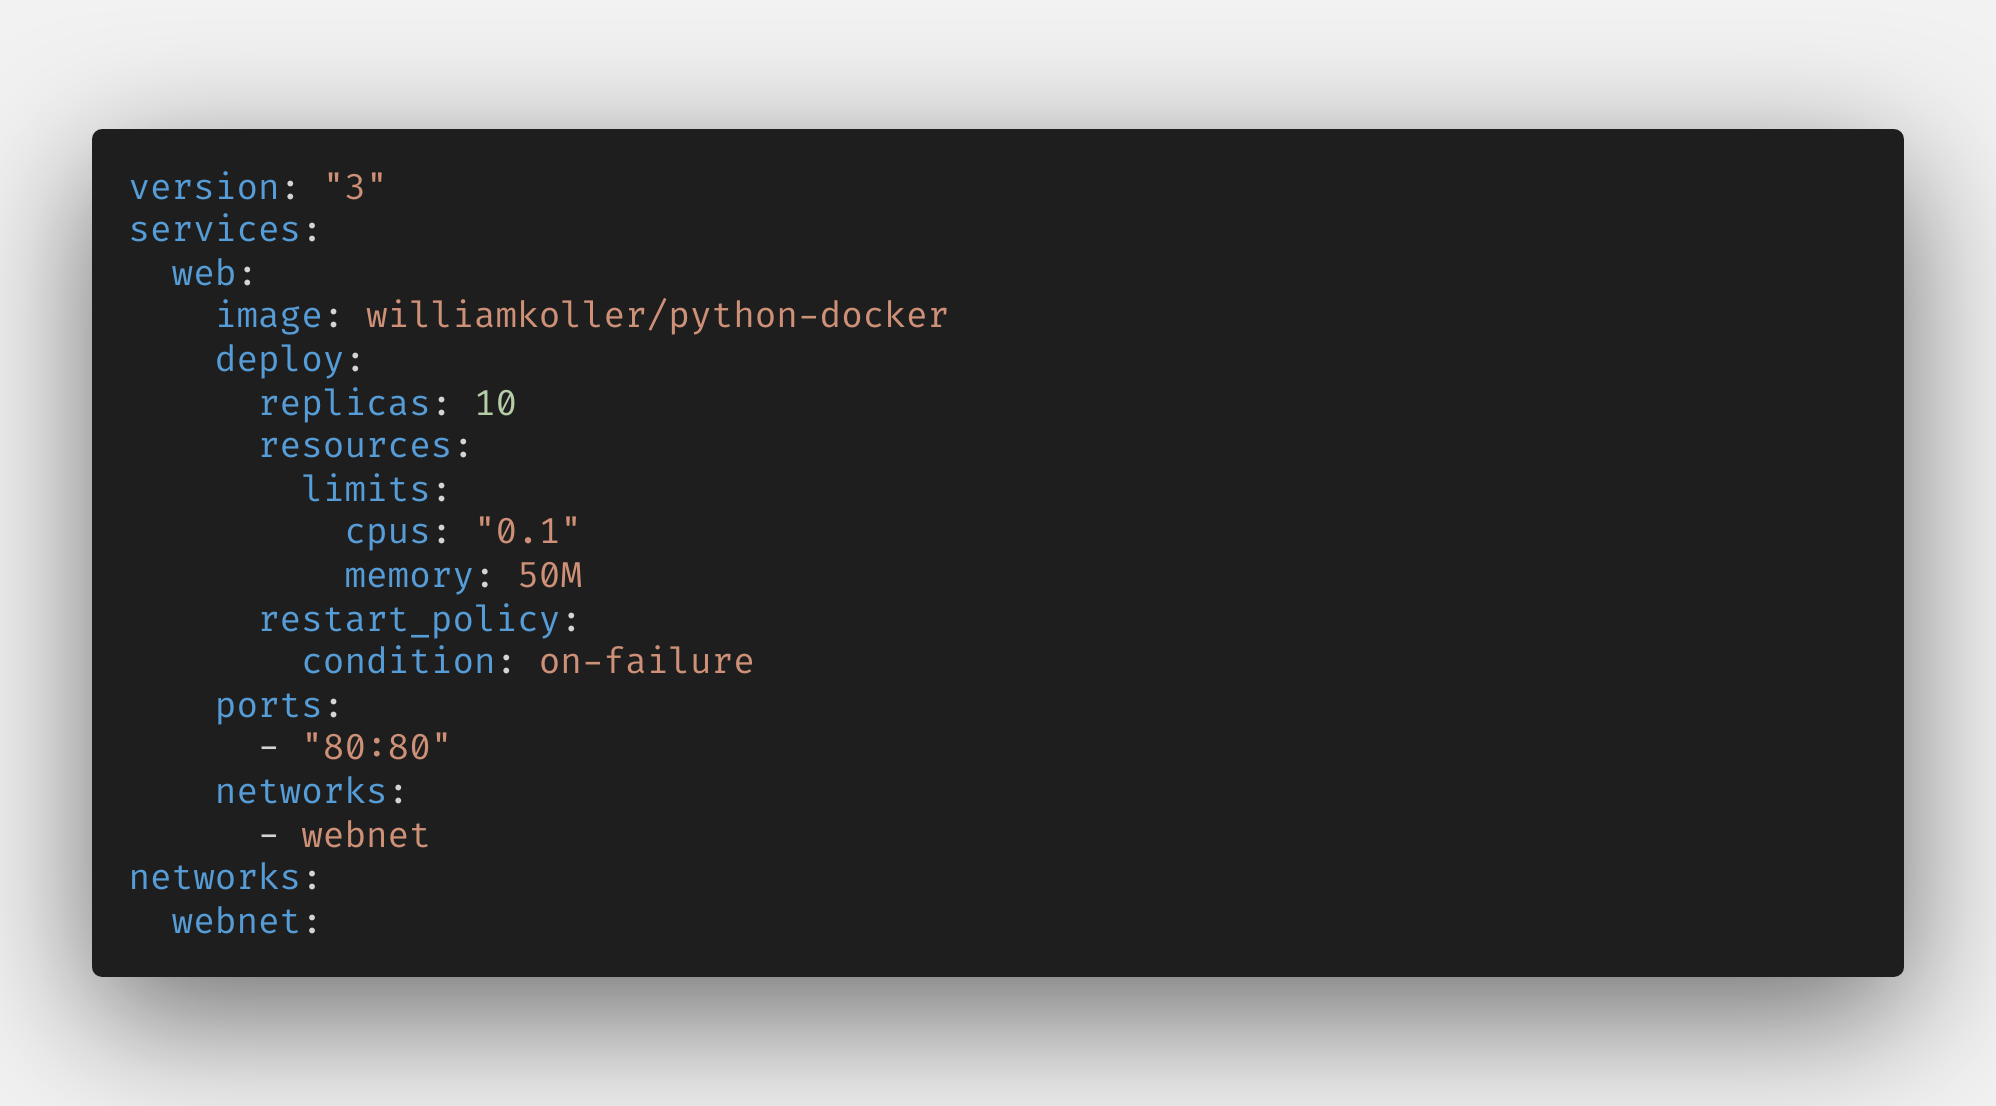 version: "3"
services:
  web:
    image: williamkoller/python-docker
    deploy:
      replicas: 10
      resources:
        limits:
          cpus: "0.1"
          memory: 50M
      restart_policy:
        condition: on-failure
    ports:
      - "80:80"
    networks:
      - webnet
networks:
  webnet: